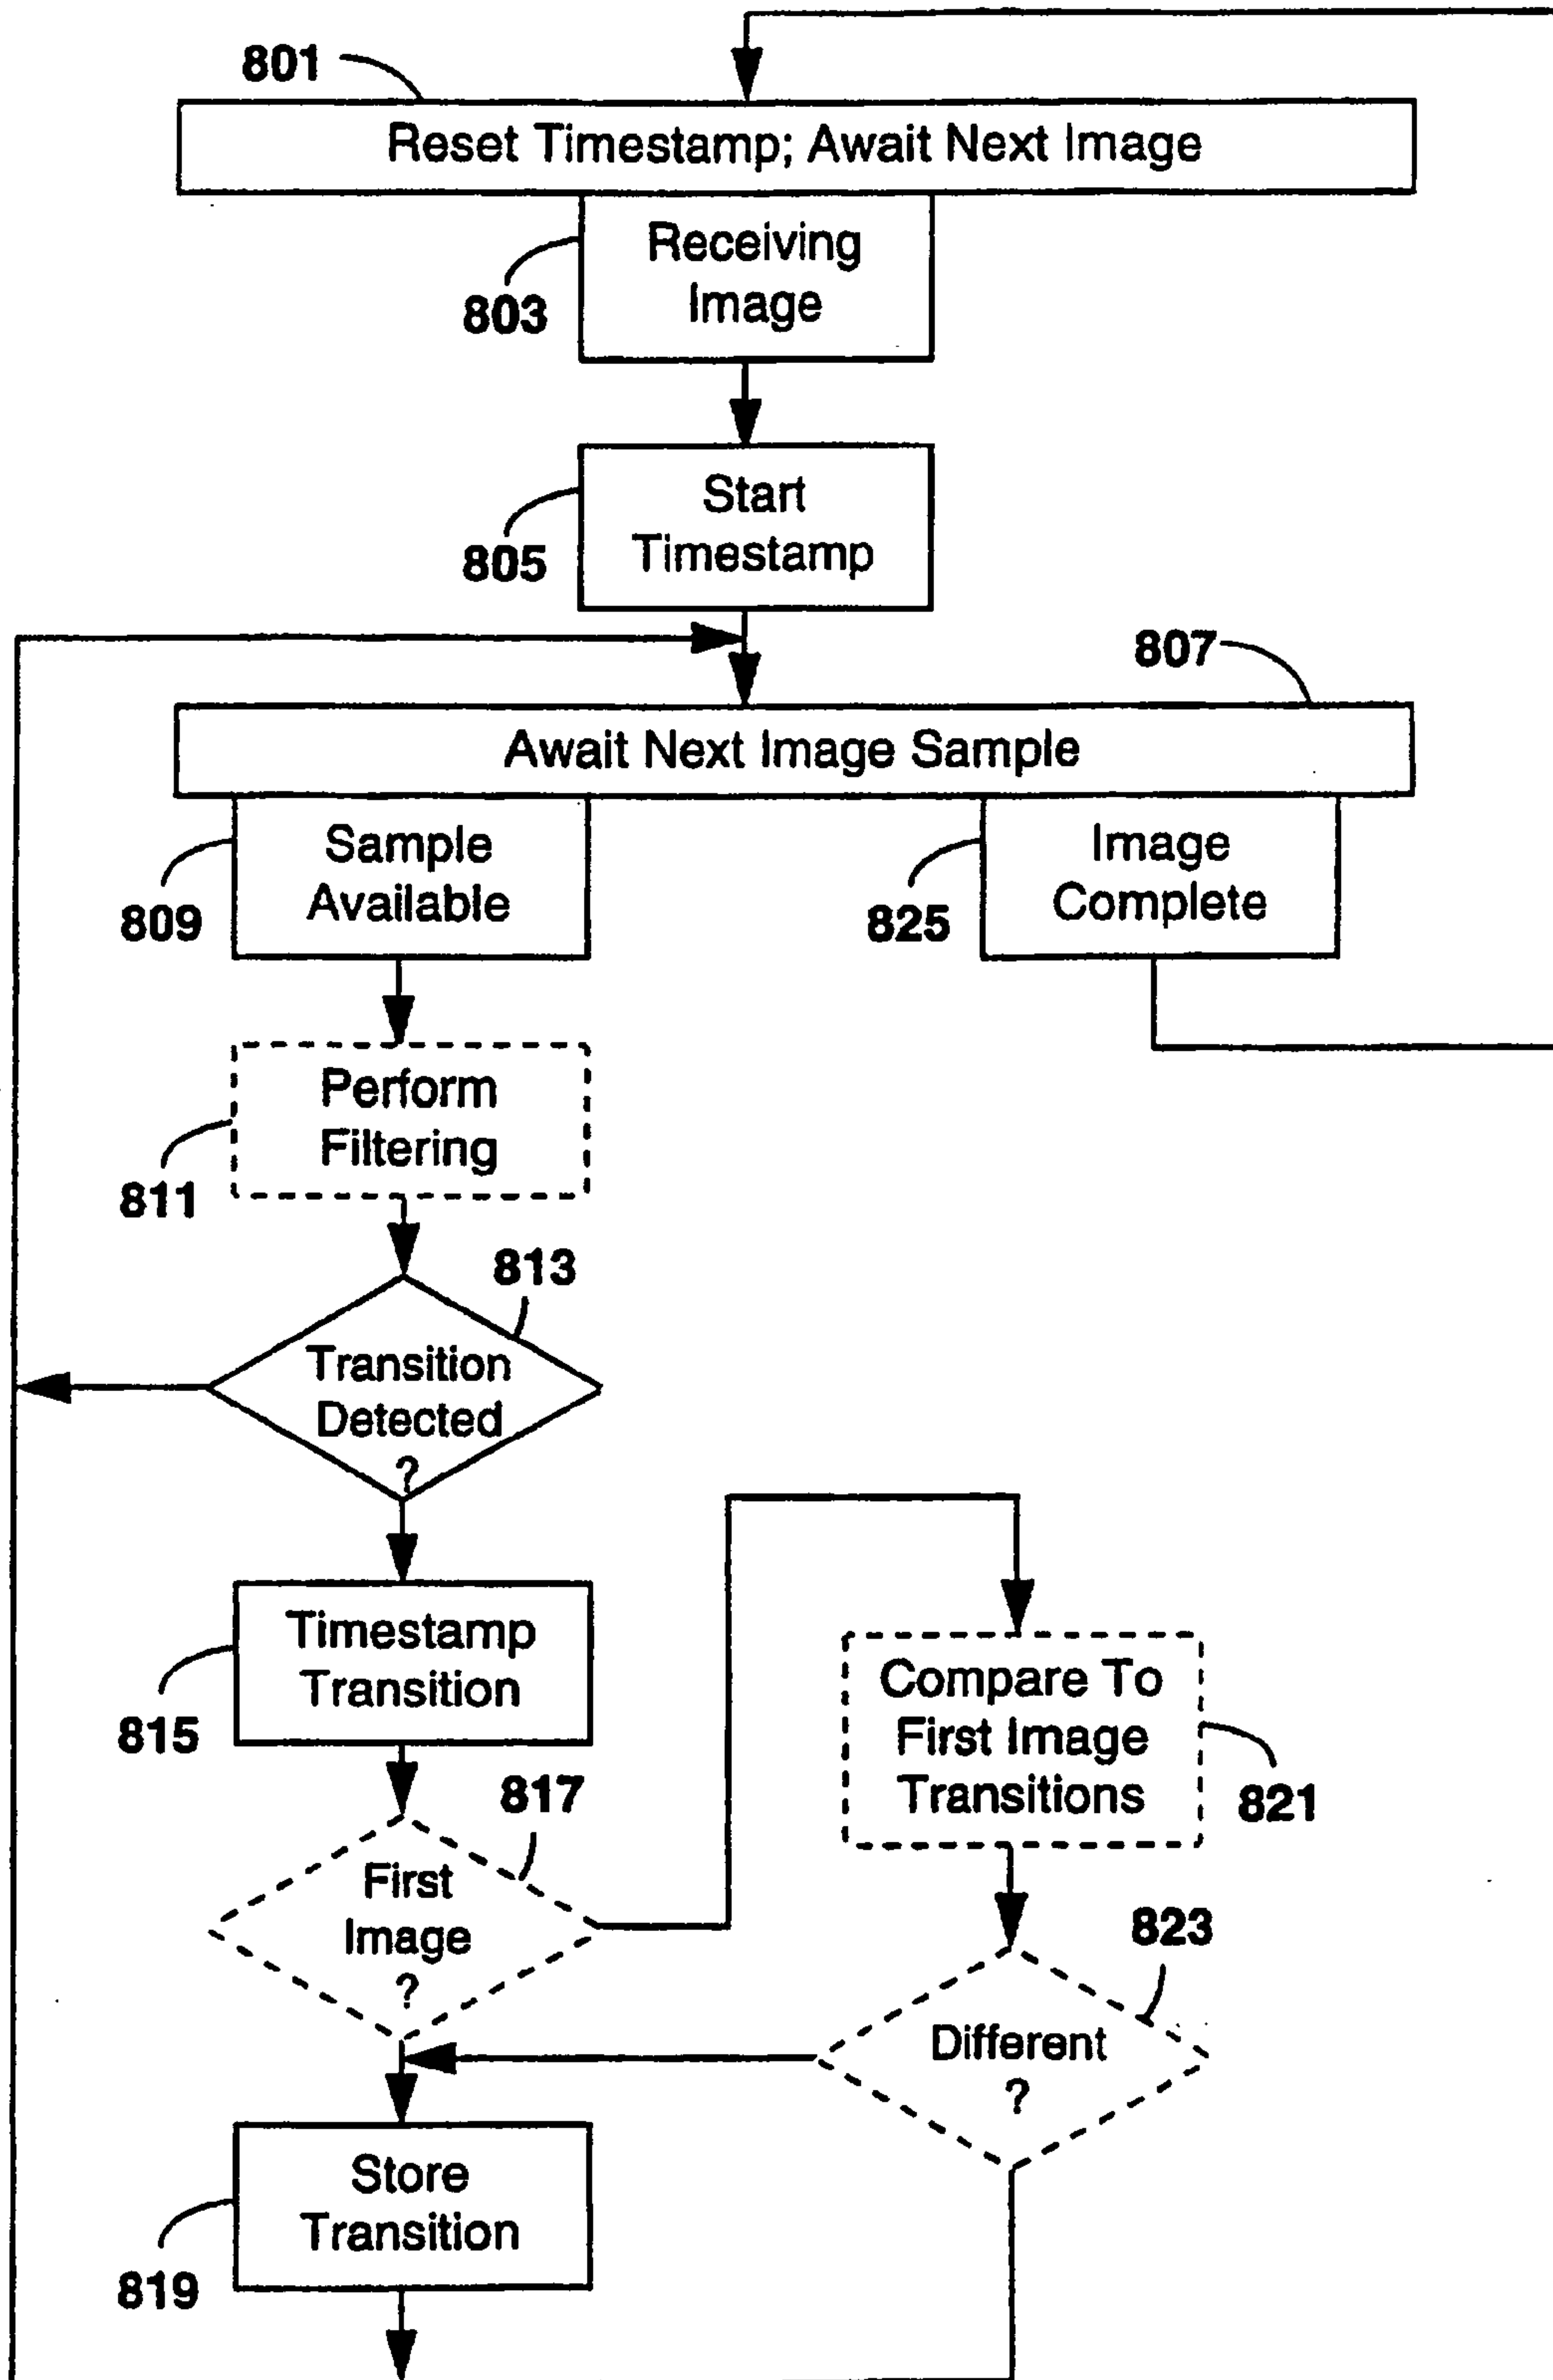 801
Reset Timestamp; Await Next Image
Receiving
Image
803
Start
Timestamp
805
807
Await Next Image Sample
Sample
Available
809
Image
Complete
825
Perform
Filtering
811
813
Transition
Detected
?
Timestamp
Transition
815
817
First
Image
?
Compare To
First Image
Transitions
821
823
Different
?
Store
Transition
819